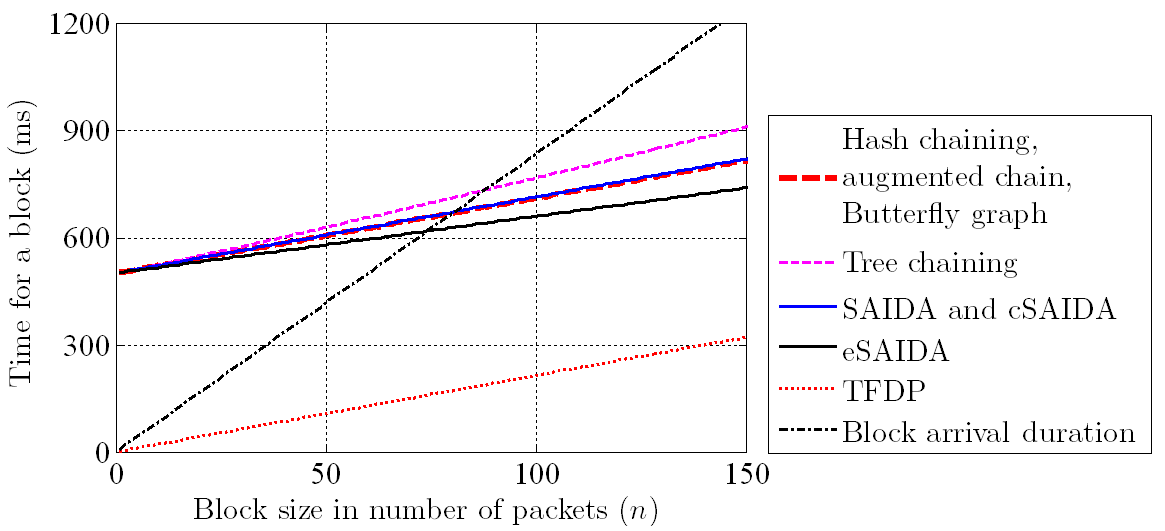 1200
900
600
300
0
0
50
100
150
Time for a block (ms)
Block size in number of packets (n)
Hash chaining,
augmented chain,
Butterfly graph
Tree chaining
SAIDA and cSAIDA
eSAIDA
TFDP
Block arrival duration